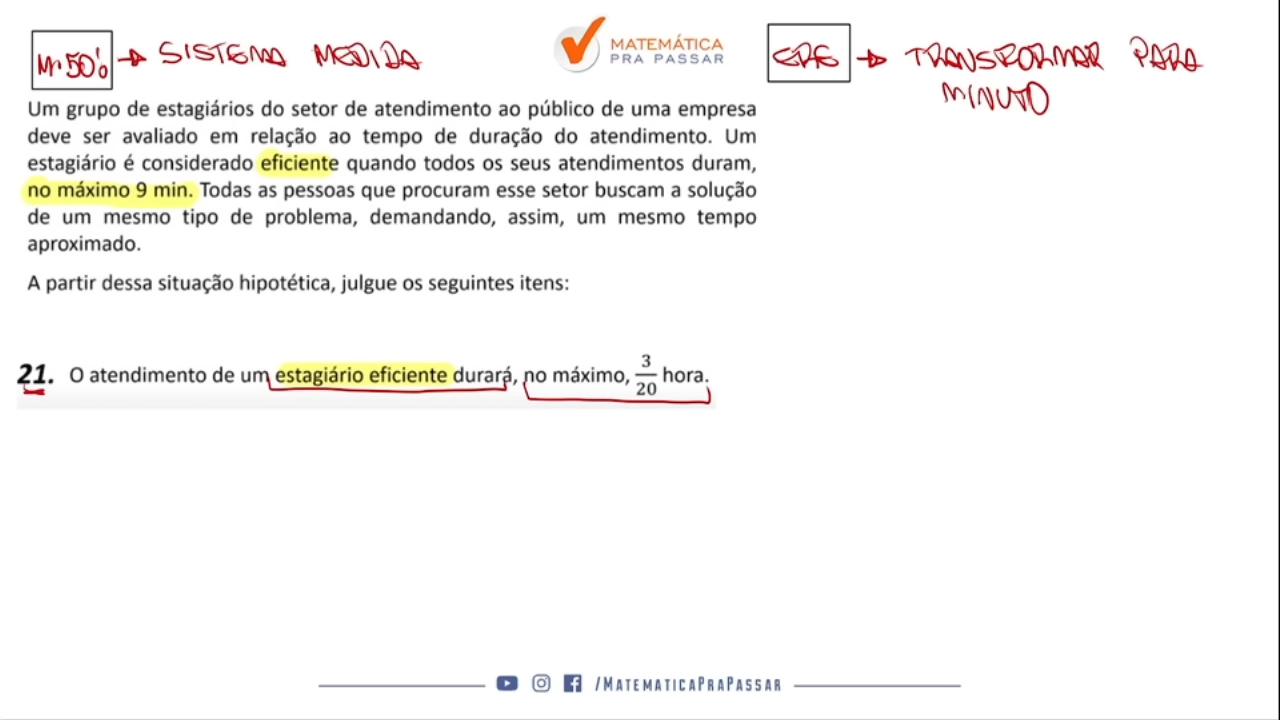 M.50% → SISTEMA MEDIDA
MATEMÁTICA
PRA PASSAR
→ TRANSFORMAR PARA
MINUTO
Um grupo de estagiários do setor de atendimento ao público de uma empresa
deve ser avaliado em relação ao tempo de duração do atendimento. Um
estagiário é considerado eficiente quando todos os seus atendimentos duram,
no máximo 9 min. Todas as pessoas que procuram esse setor buscam a solução
de um mesmo tipo de problema, demandando, assim, um mesmo tempo
aproximado.
A partir dessa situação hipotética, julgue os seguintes itens:
21. O atendimento de um estagiário eficiente durará, no máximo, 3/20 hora.
/MATEMATICAPRAPASSAR